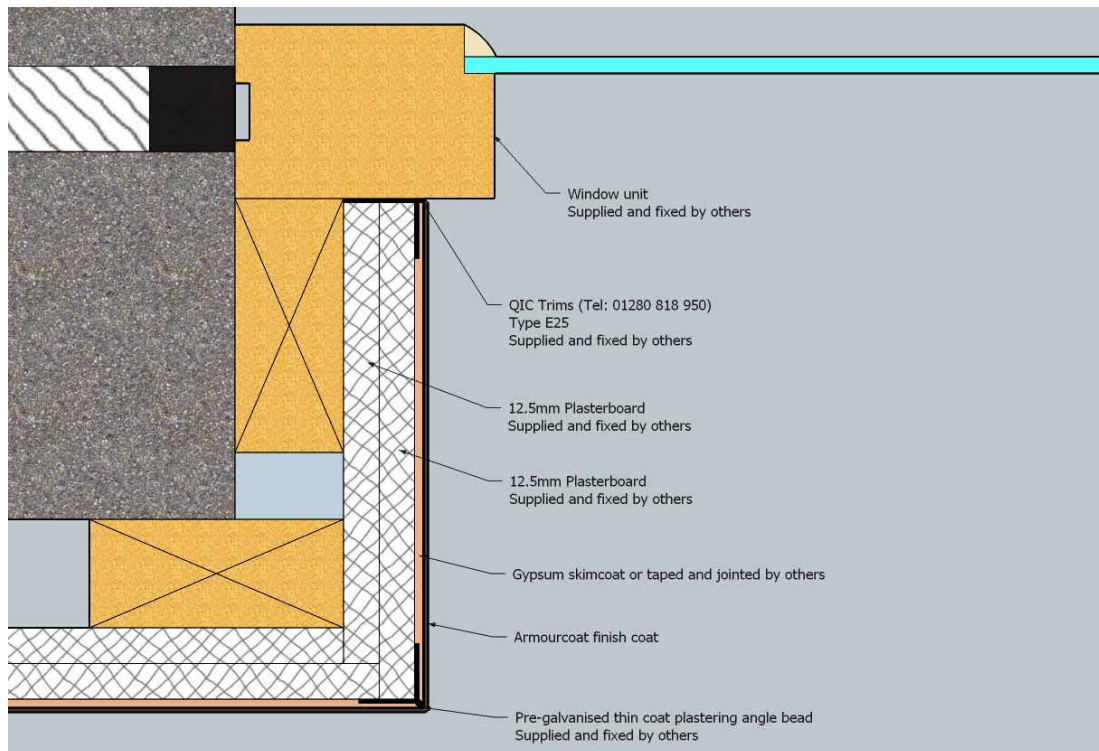 Window unit
Supplied and fixed by others
QIC Trims (Tel: 01280 818 950)
Type E25
Supplied and fixed by others
12.5mm Plasterboard
Supplied and fixed by others
12.5mm Plasterboard
Supplied and fixed by others
Gypsum skimcoat or taped and jointed by others
Armourcoat finish coat
Pre-galvanised thin coat plastering angle bead
Supplied and fixed by others